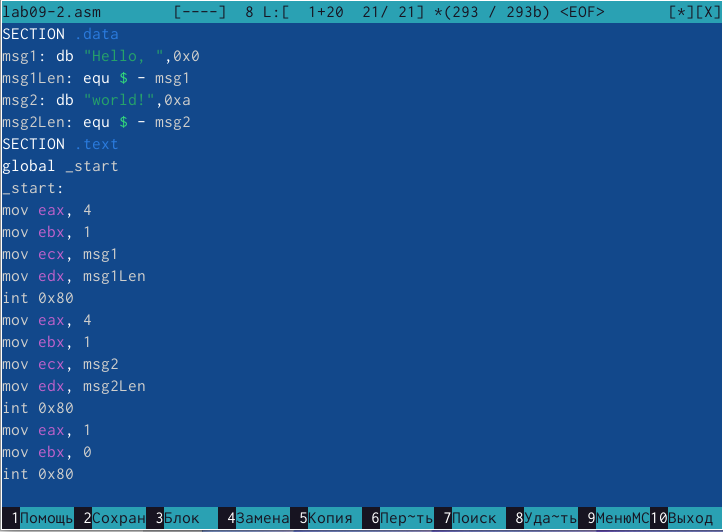 lab09-2.asm [----] 8 L:[ 1+20 21/ 21] *(293 / 293b) <EOF> [*][X]
SECTION .data
msg1: db "Hello, ",0x0
msg1Len: equ $ - msg1
msg2: db "world!",0xa
msg2Len: equ $ - msg2
SECTION .text
global _start
_start:
mov eax, 4
mov ebx, 1
mov ecx, msg1
mov edx, msg1Len
int 0x80
mov eax, 4
mov ebx, 1
mov ecx, msg2
mov edx, msg2Len
int 0x80
mov eax, 1
mov ebx, 0
int 0x80
1Помощь 2Сохран 3Блок 4Замена 5Копия 6Пер~ть 7Поиск 8Уда~ть 9МенюMC 10Выход